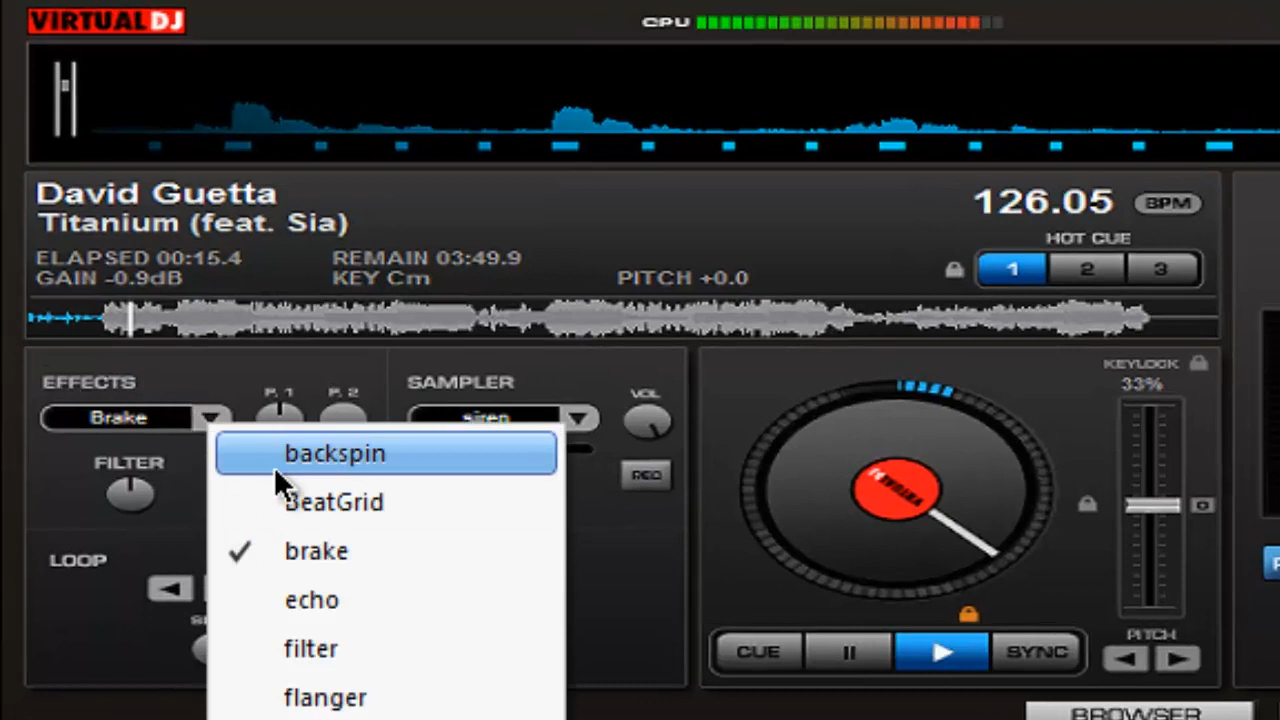 VIRTUAL DJ
CPU
David Guetta
Titanium (feat. Sia)
126.05 BPM
HOT CUE
ELAPSED 00:15.4 REMAIN 03:49.9
GAIN -0.9dB KEY Cm PITCH +0.0
1 2 3
EFFECTS
P. 1 P. 2
SAMPLER
VOL
KEYLOCK
33%
Brake
siren
FILTER
REC
backspin
BeatGrid
brake
echo
filter
flanger
LOOP
CUE
SYNC
PITCH
BROWSER